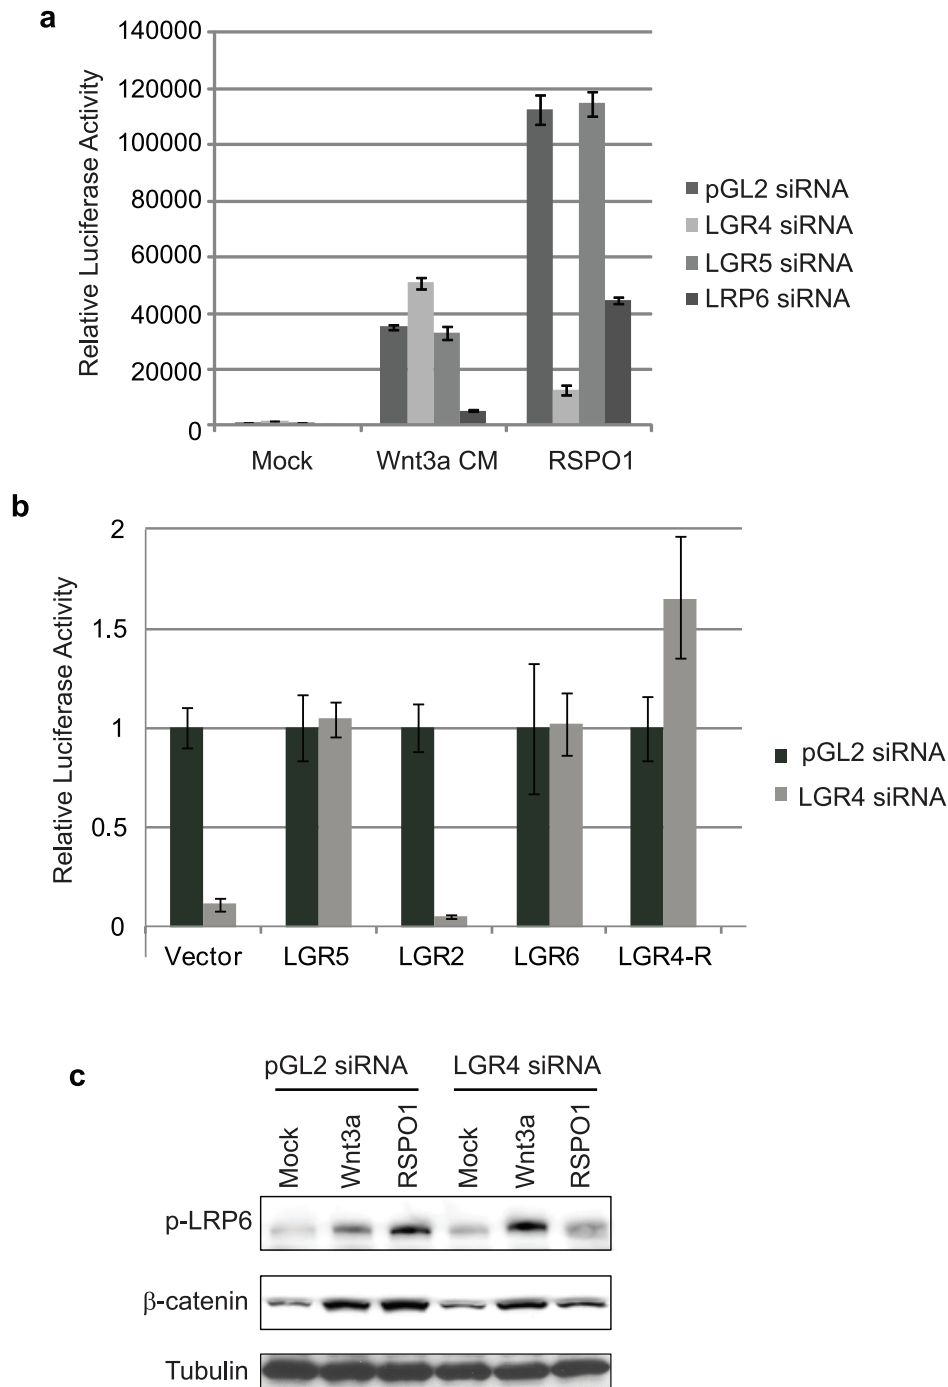 a
Relative Luciferase Activity
140000
120000
100000
80000
60000
40000
20000
0
Mock
Wnt3a CM
RSPO1
pGL2 siRNA
LGR4 siRNA
LGR5 siRNA
LRP6 siRNA
b
Relative Luciferase Activity
2
1.5
1
0.5
0
Vector
LGR5
LGR2
LGR6
LGR4-R
pGL2 siRNA
LGR4 siRNA
c
pGL2 siRNA
LGR4 siRNA
Mock
Wnt3a
RSPO1
Mock
Wnt3a
RSPO1
p-LRP6
β-catenin
Tubulin